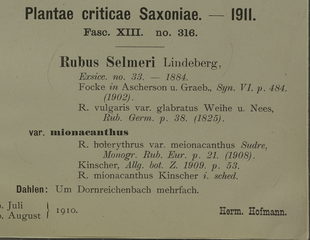 Plantae criticae Saxoniae. — 1911.
Fasc. XIII. no. 316.
Rubus Selmeri Lindeberg,
Exsicc. no. 33. — 1884.
Focke in Ascherson u. Graeb., Syn. VI. p. 484.
(1902).
R. vulgaris var. glabratus Weihe u. Nees,
Rub. Germ. p. 38. (1825).
var. mionacanthus
R. holerythrus var. meionacanthus Sudre,
Monogr. Rub. Eur. p. 21. (1908).
Kinscher, Allg. bot. Z. 1909, p. 53.
R. mionacanthus Kinscher i. sched.
Dahlen: Um Dornreichenbach mehrfach.
Juli
August } 1910.
Herm. Hofmann.